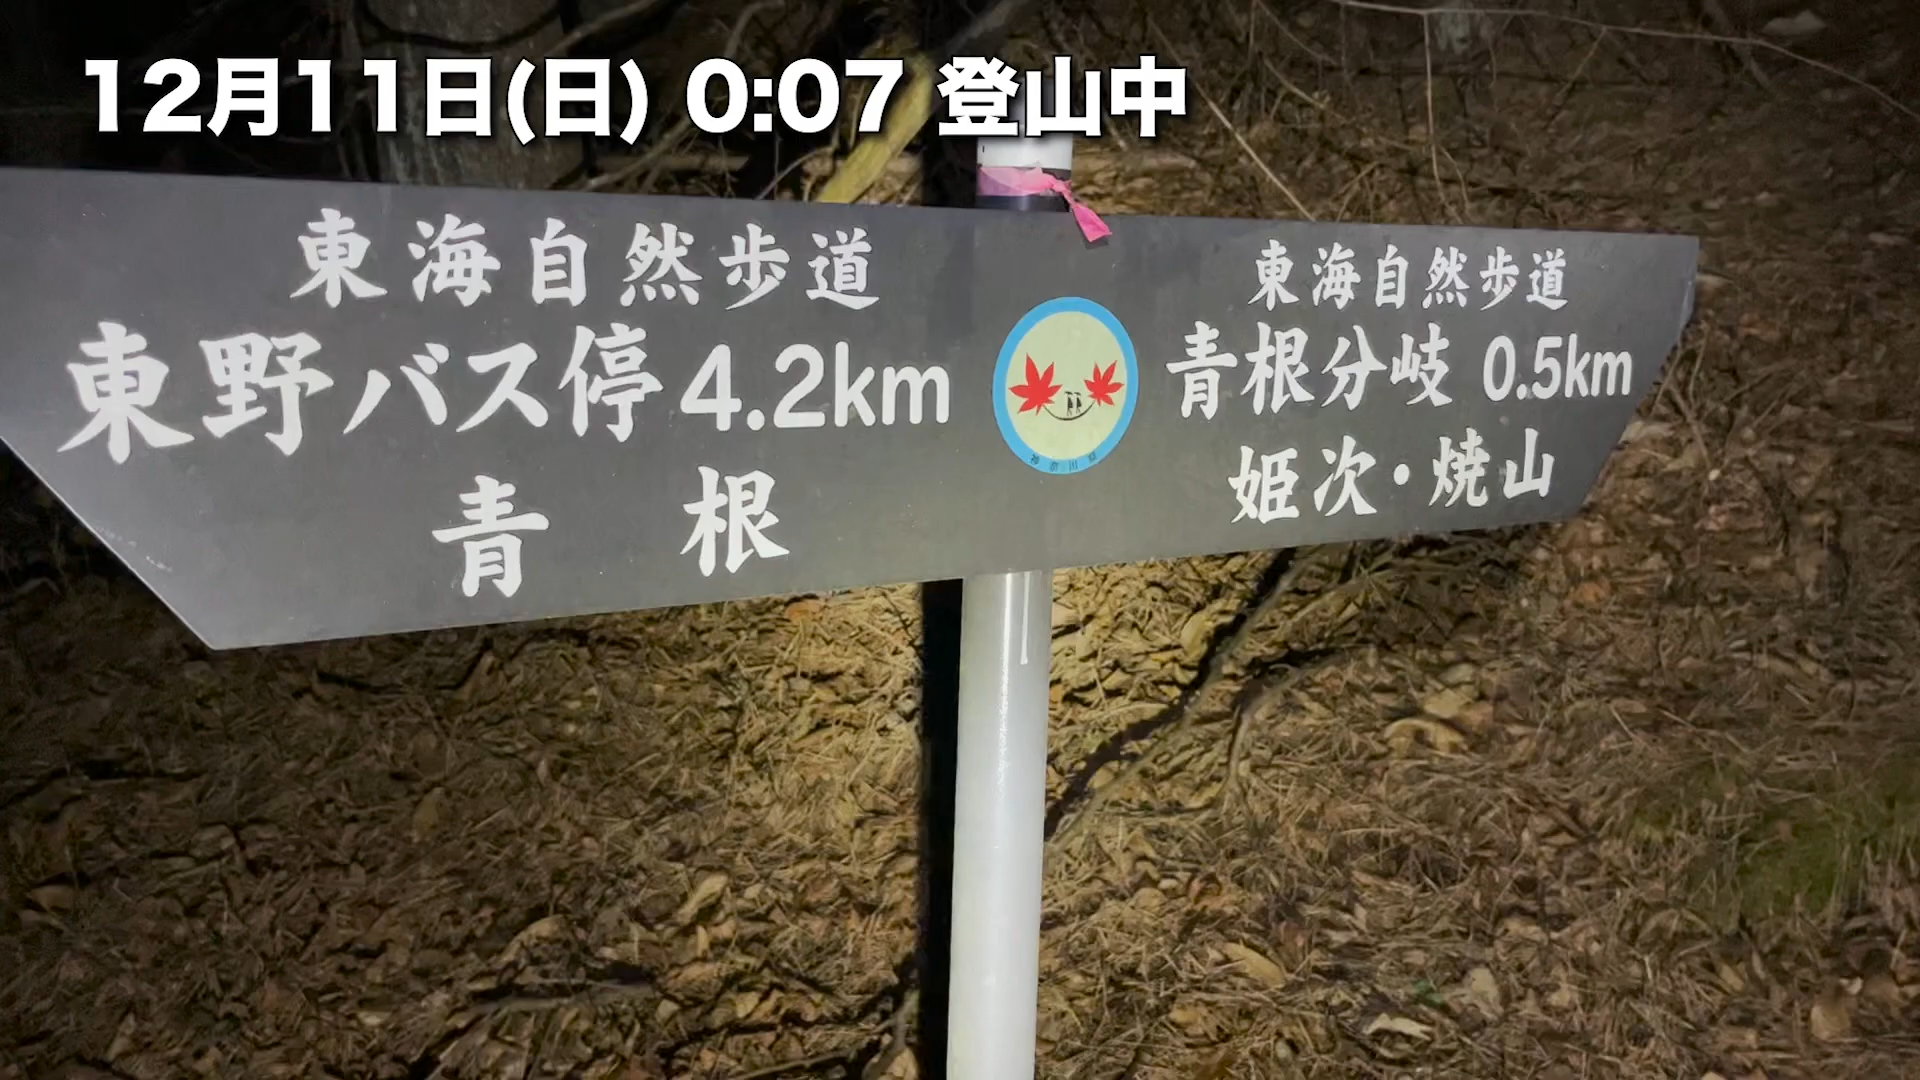 12月11日(日) 0:07 登山中
東海自然歩道
東野バス停 4.2km
青根
東海自然歩道
青根分岐 0.5km
姫次・焼山